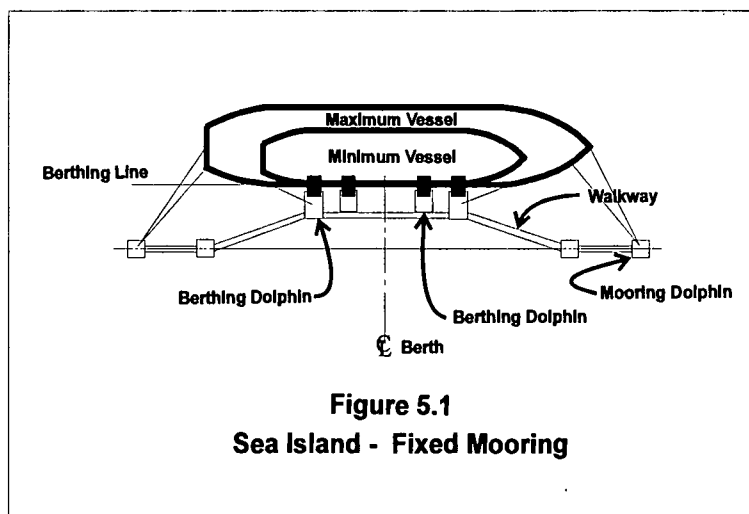 Maximum Vessel
Minimum Vessel
Berthing Line
Walkway
Berthing Dolphin
Mooring Dolphin
Berthing Dolphin
℄ Berth
Figure 5.1
Sea Island - Fixed Mooring